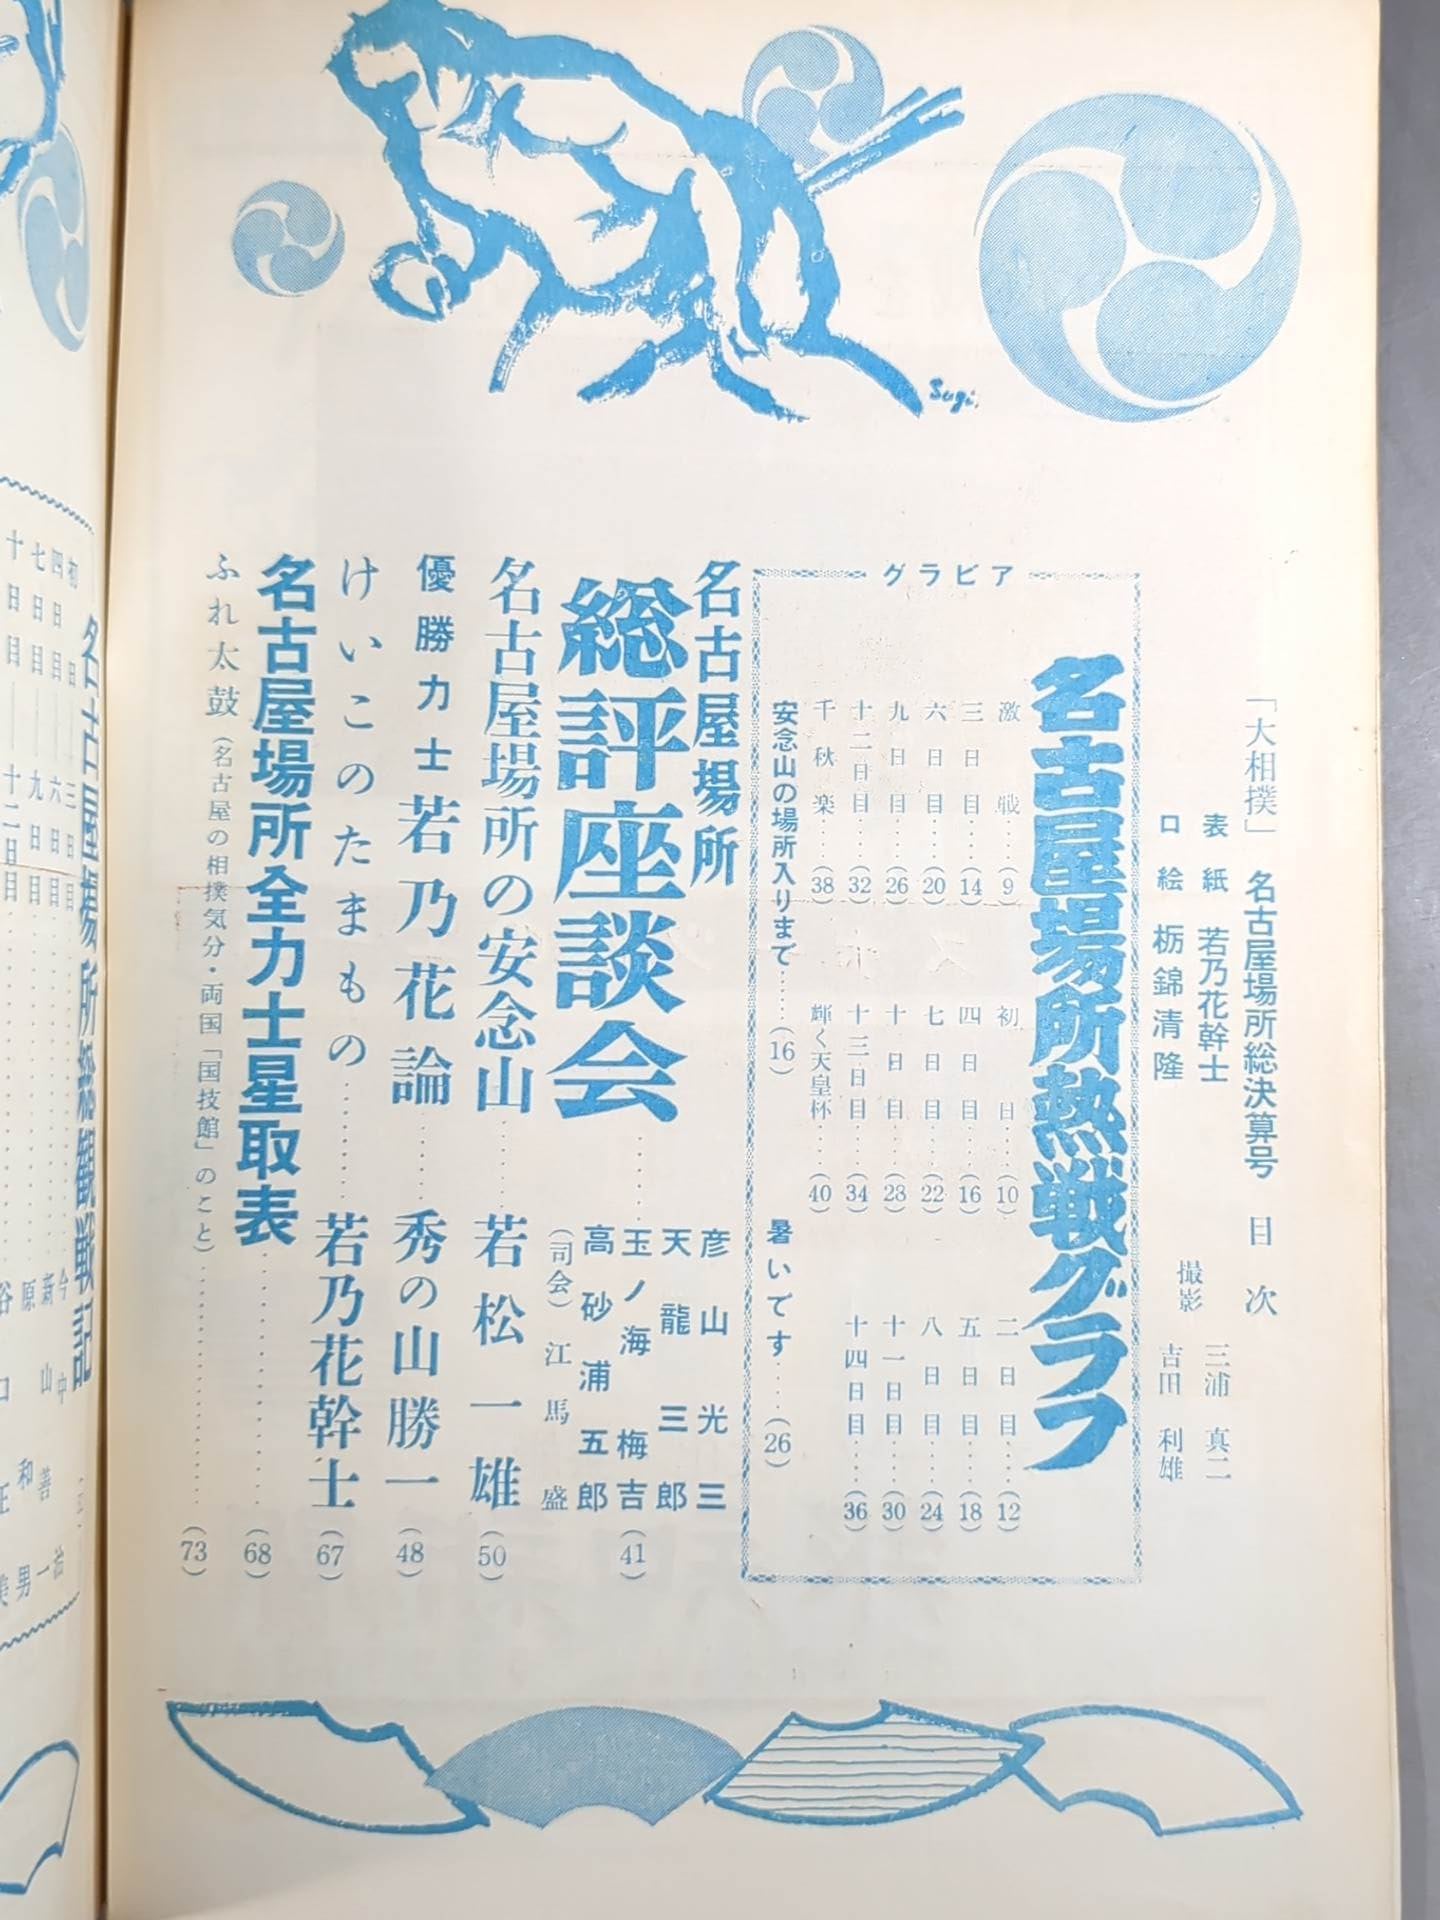 「大相撲」 名古屋場所総決算号 目次
表紙 若乃花幹士
口絵 栃錦清隆
撮影
三浦 真二
吉田 利雄
グラビア
名古屋場所熱戦グラフ
激戦……(9)
初日……(10)
二日目……(12)
三日目……(14)
四日目……(16)
五日目……(18)
六日目……(20)
七日目……(22)
八日目……(24)
九日目……(26)
十日目……(28)
十一日目……(30)
十二日目……(32)
十三日目……(34)
十四日目……(36)
千秋楽……(38)
輝く天皇杯……(40)
安念山の場所入りまで……(16)
暑いです……(26)
名古屋場所
総評座談会……
彦山光三
天龍三郎
玉ノ海梅吉
高砂浦五郎
(司会)江馬盛
(41)
名古屋場所の安念山……若松一雄(50)
優勝力士若乃花論……秀の山勝一(48)
けいこのたまもの……若乃花幹士(67)
名古屋場所全力士星取表……(68)
ふれ太鼓(名古屋の相撲気分・両国「国技館」のこと)……(73)
Sugi.
名古屋場所総観戦記
初日――三日目
四日目――六日目
七日目――九日目
十日目――十二日目
今中善治
新山善一
原和男